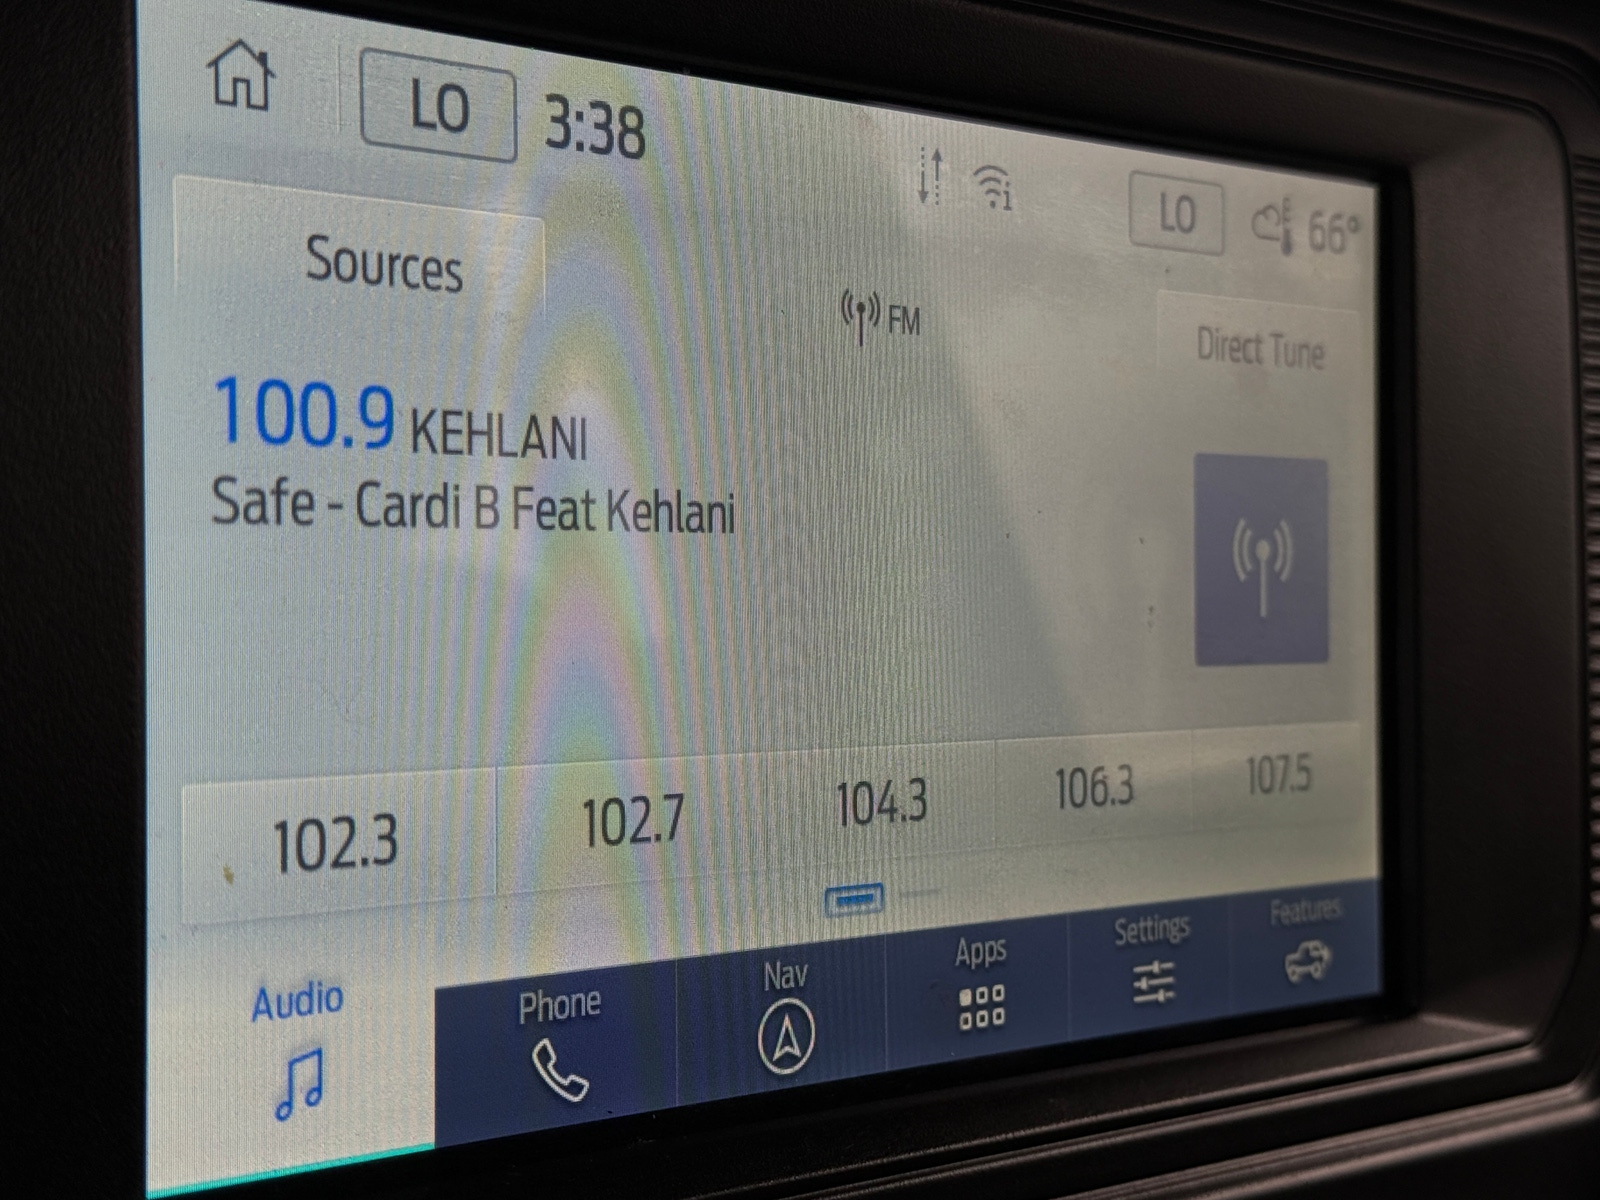 LO 3:38
LO 66°
Sources
FM
Direct Tune
100.9 KEHLANI
Safe - Cardi B Feat Kehlani
102.3 102.7 104.3 106.3 107.5
Audio Phone Nav Apps Settings Features